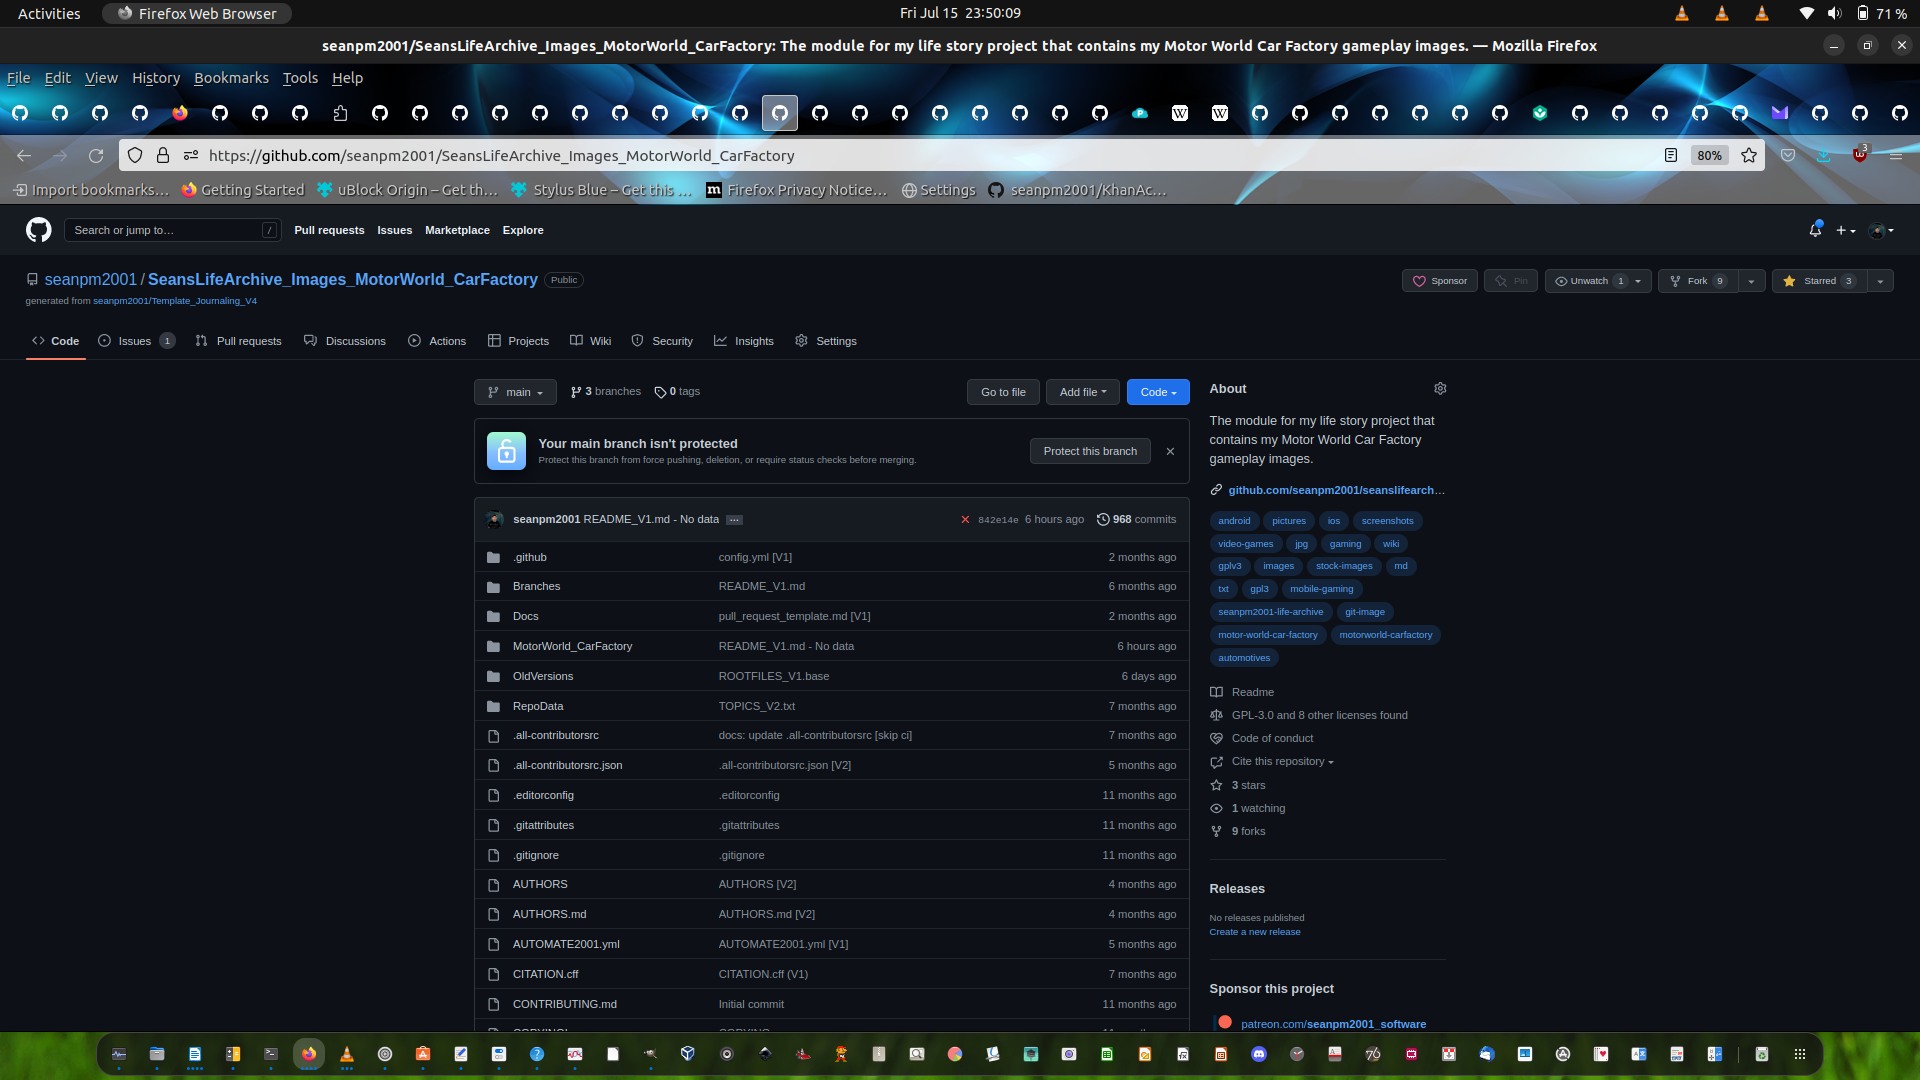 Activities
Firefox Web Browser
Fri Jul 15 23:50:09
71 %
seanpm2001/SeansLifeArchive_Images_MotorWorld_CarFactory: The module for my life story project that contains my Motor World Car Factory gameplay images. — Mozilla Firefox
File Edit View History Bookmarks Tools Help
https://github.com/seanpm2001/SeansLifeArchive_Images_MotorWorld_CarFactory
80%
3
Import bookmarks… Getting Started uBlock Origin – Get th… Stylus Blue – Get this … Firefox Privacy Notice… Settings seanpm2001/KhanAc…
Search or jump to… /
Pull requests Issues Marketplace Explore
seanpm2001 / SeansLifeArchive_Images_MotorWorld_CarFactory Public
generated from seanpm2001/Template_Journaling_V4
Sponsor Pin Unwatch 1 Fork 9 Starred 3
Code Issues 1 Pull requests Discussions Actions Projects Wiki Security Insights Settings
main 3 branches 0 tags Go to file Add file Code
Your main branch isn't protected
Protect this branch from force pushing, deletion, or require status checks before merging.
Protect this branch
seanpm2001 README_V1.md - No data … 842e14e 6 hours ago 968 commits
.github config.yml [V1] 2 months ago
Branches README_V1.md 6 months ago
Docs pull_request_template.md [V1] 2 months ago
MotorWorld_CarFactory README_V1.md - No data 6 hours ago
OldVersions ROOTFILES_V1.base 6 days ago
RepoData TOPICS_V2.txt 7 months ago
.all-contributorsrc docs: update .all-contributorsrc [skip ci] 7 months ago
.all-contributorsrc.json .all-contributorsrc.json [V2] 5 months ago
.editorconfig .editorconfig 11 months ago
.gitattributes .gitattributes 11 months ago
.gitignore .gitignore 11 months ago
AUTHORS AUTHORS [V2] 4 months ago
AUTHORS.md AUTHORS.md [V2] 4 months ago
AUTOMATE2001.yml AUTOMATE2001.yml [V1] 5 months ago
CITATION.cff CITATION.cff (V1) 7 months ago
CONTRIBUTING.md Initial commit 11 months ago
About
The module for my life story project that
contains my Motor World Car Factory
gameplay images.
github.com/seanpm2001/seanslifearch…
android pictures ios screenshots
video-games jpg gaming wiki
gplv3 images stock-images md
txt gpl3 mobile-gaming
seanpm2001-life-archive git-image
motor-world-car-factory motorworld-carfactory
automotives
Readme
GPL-3.0 and 8 other licenses found
Code of conduct
Cite this repository
3 stars
1 watching
9 forks
Releases
No releases published
Create a new release
Sponsor this project
patreon.com/seanpm2001_software